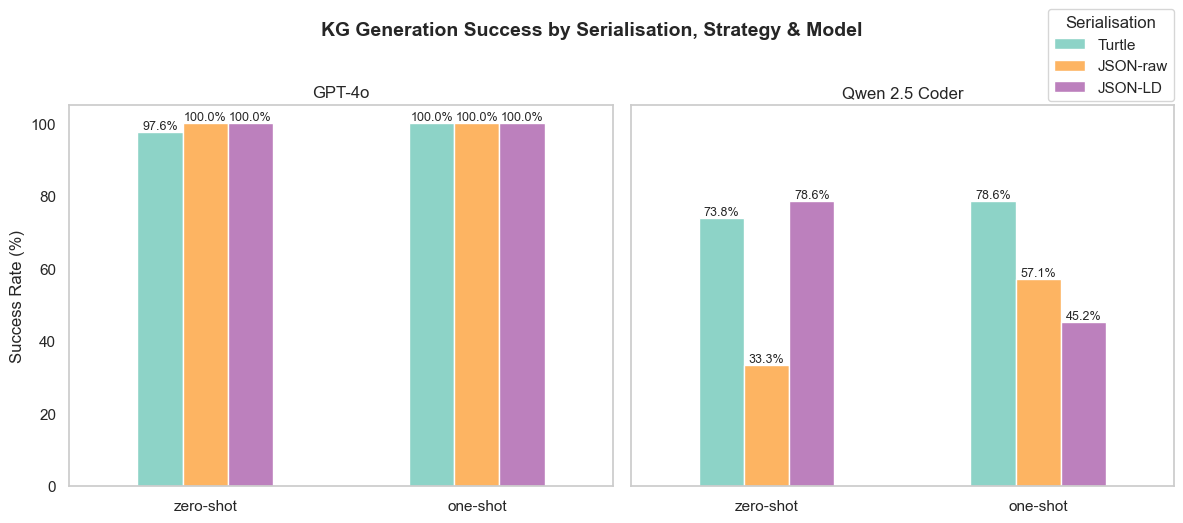 KG Generation Success by Serialisation, Strategy & Model
Serialisation
Turtle
JSON-raw
JSON-LD
GPT-4o
Qwen 2.5 Coder
Success Rate (%)
100
80
60
40
20
0
97.6% 100.0% 100.0%
100.0% 100.0% 100.0%
73.8% 33.3% 78.6%
78.6% 57.1% 45.2%
zero-shot one-shot
zero-shot one-shot